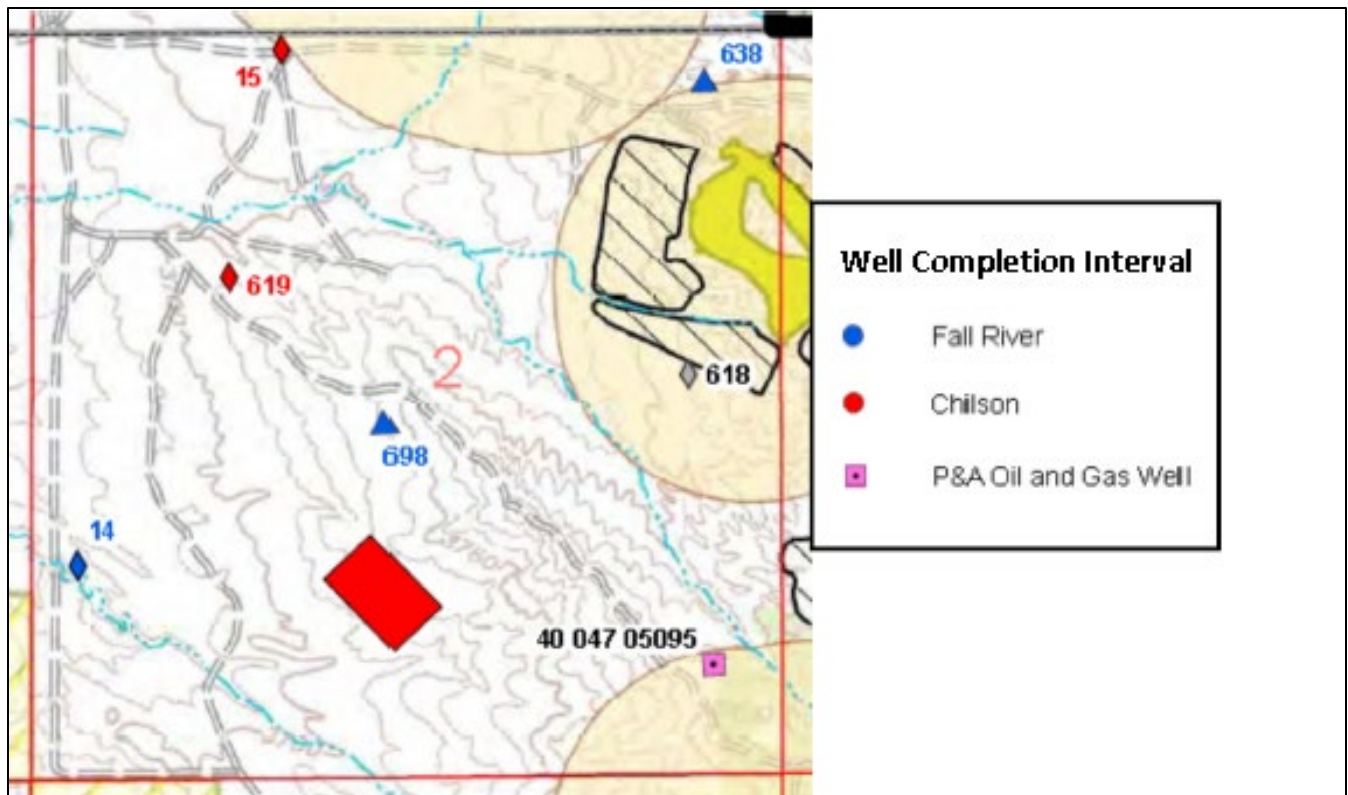 638
15
619
2
618
698
14
40 047 05095
Well Completion Interval
Fall River
Chilson
P&A Oil and Gas Well